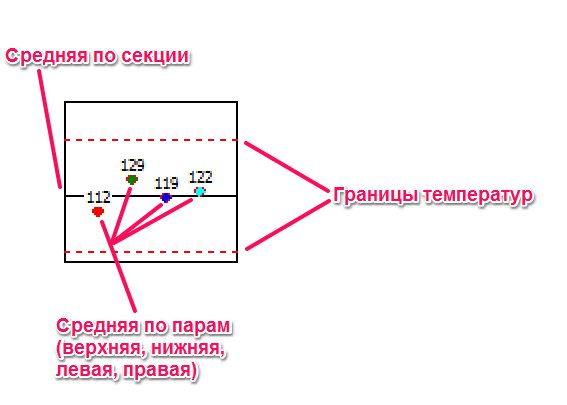 Средняя по секции
129
119
122
112
Границы температур
Средняя по парам
(верхняя, нижняя,
левая, правая)